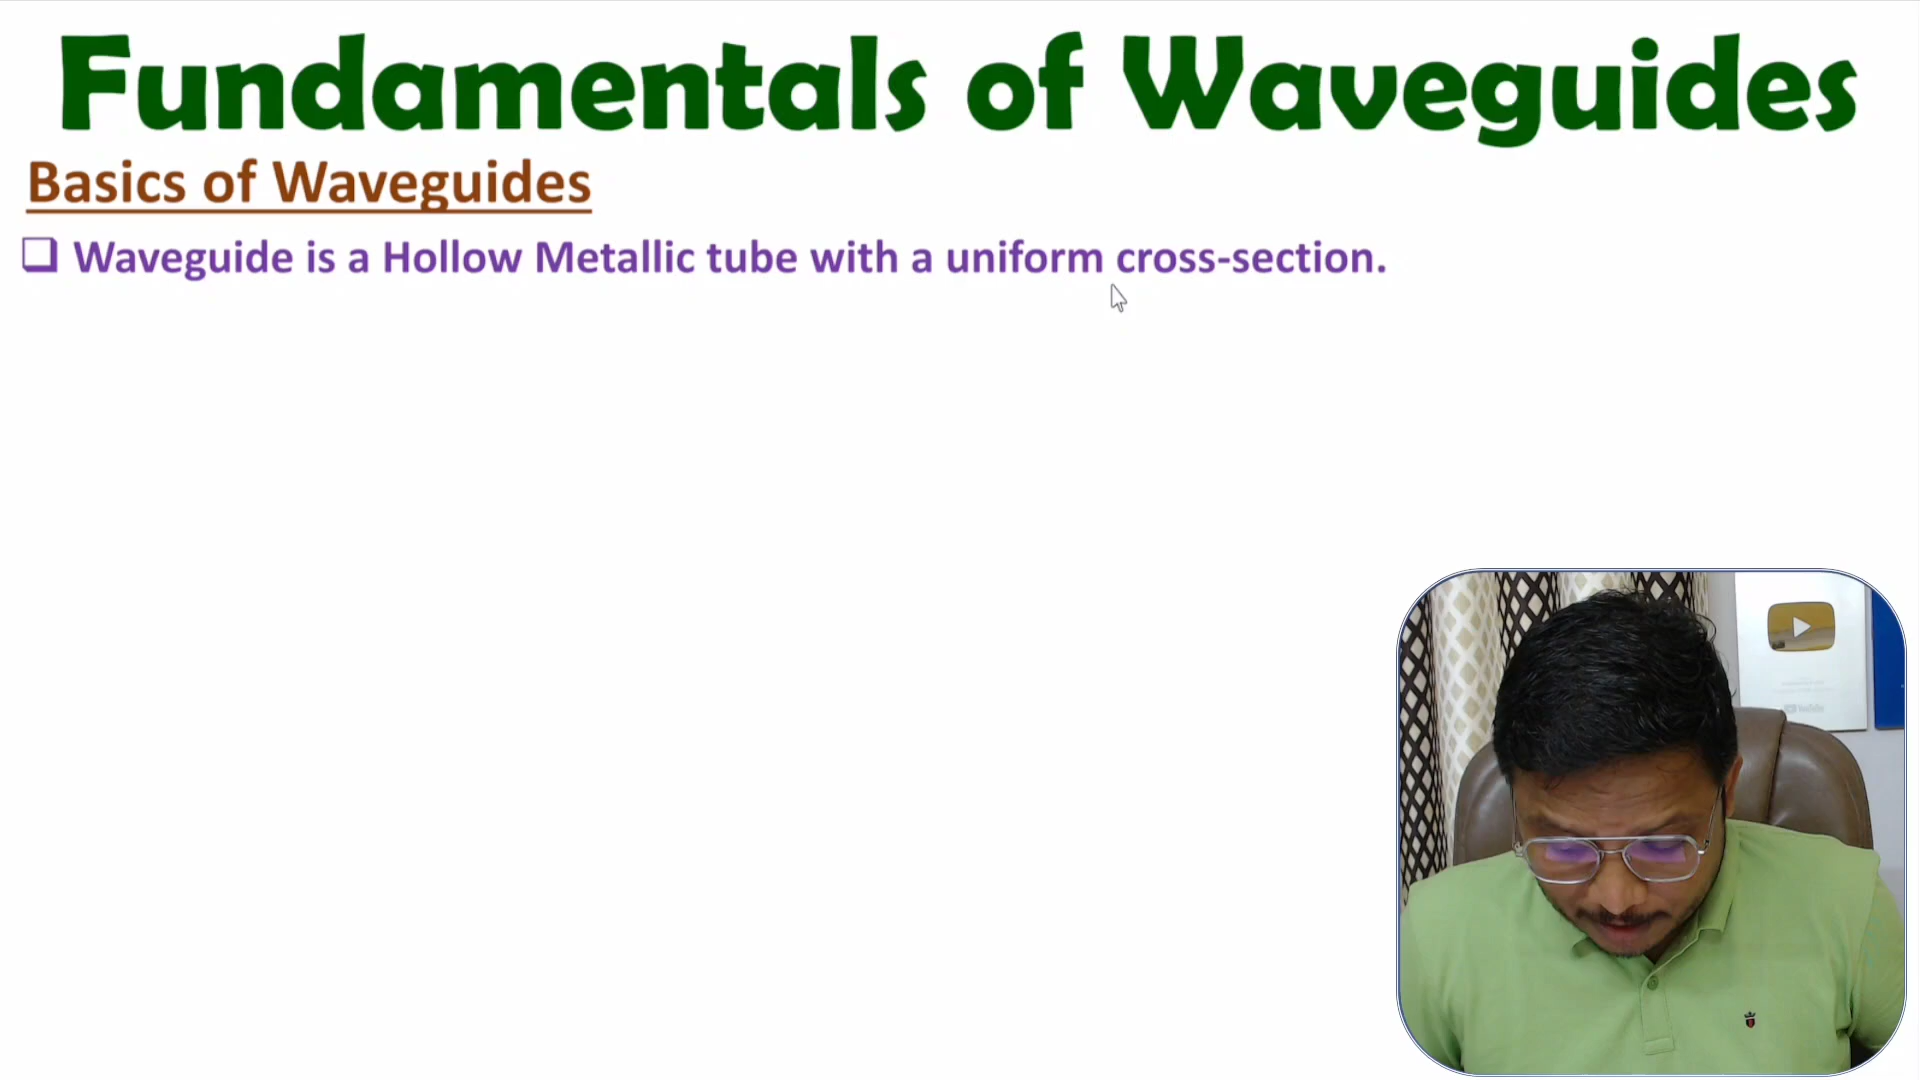 Fundamentals of Waveguides
Basics of Waveguides
❑ Waveguide is a Hollow Metallic tube with a uniform cross-section.